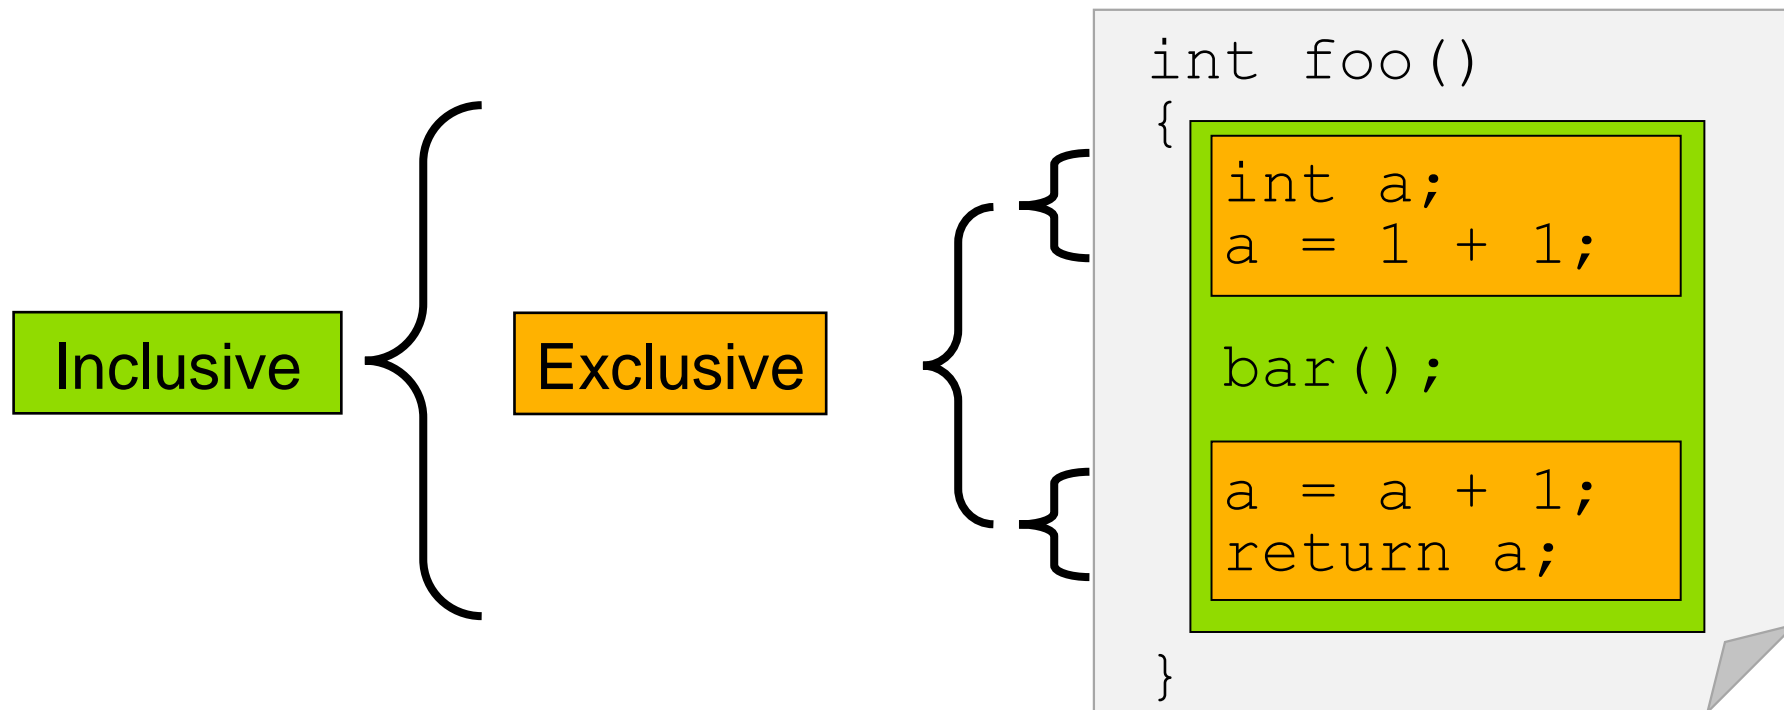 Inclusive
Exclusive
int foo()
{
int a;
a = 1 + 1;
bar();
a = a + 1;
return a;
}